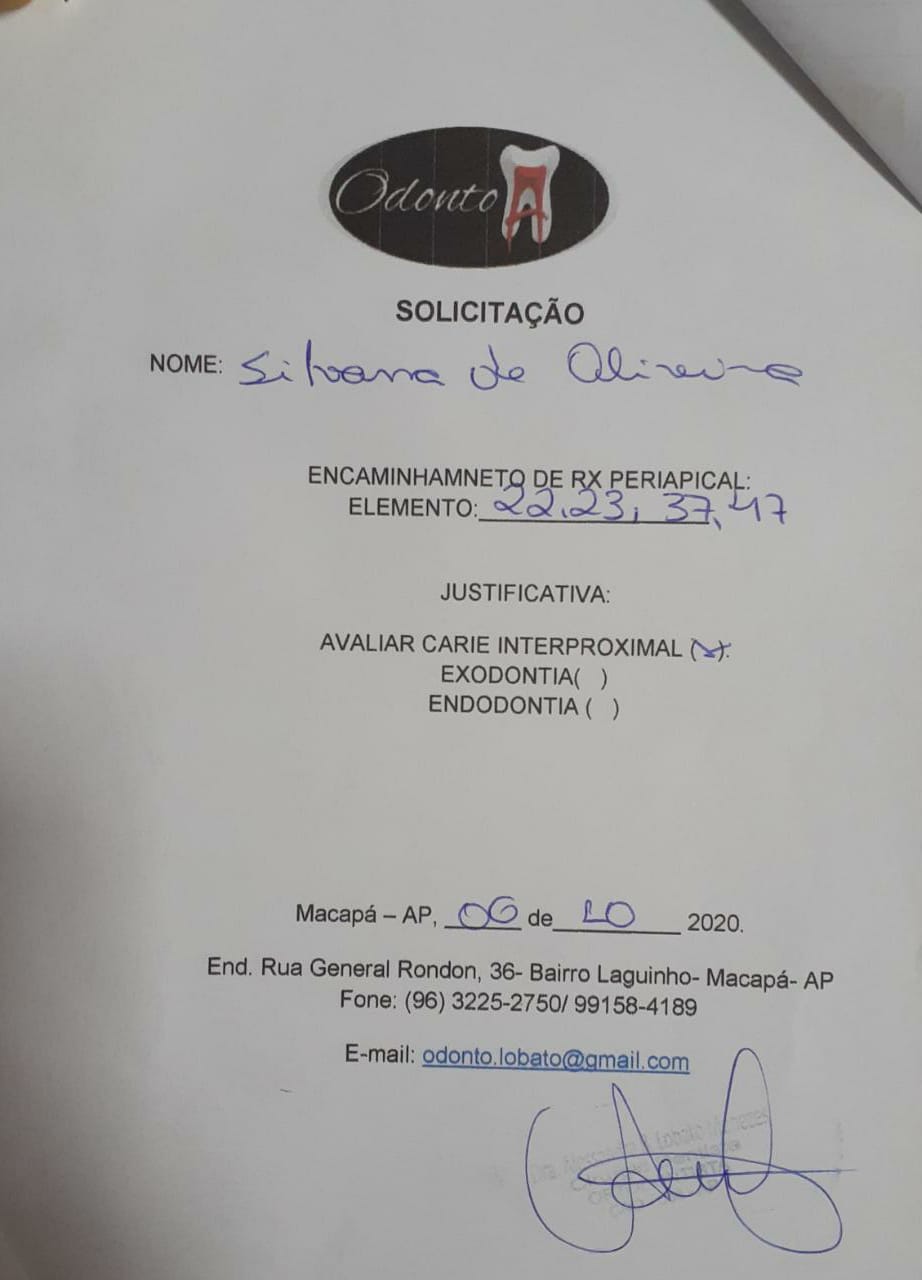 Odonto A
SOLICITAÇÃO
NOME: Silvana de Oliveira
ENCAMINHAMNETO DE RX PERIAPICAL:
ELEMENTO: 22.23, 37, 47
JUSTIFICATIVA:
AVALIAR CARIE INTERPROXIMAL (x).
EXODONTIA( )
ENDODONTIA ( )
Macapá – AP, 06 de 10 2020.
End. Rua General Rondon, 36- Bairro Laguinho- Macapá- AP
Fone: (96) 3225-2750/ 99158-4189
E-mail: odonto.lobato@gmail.com
Lobato